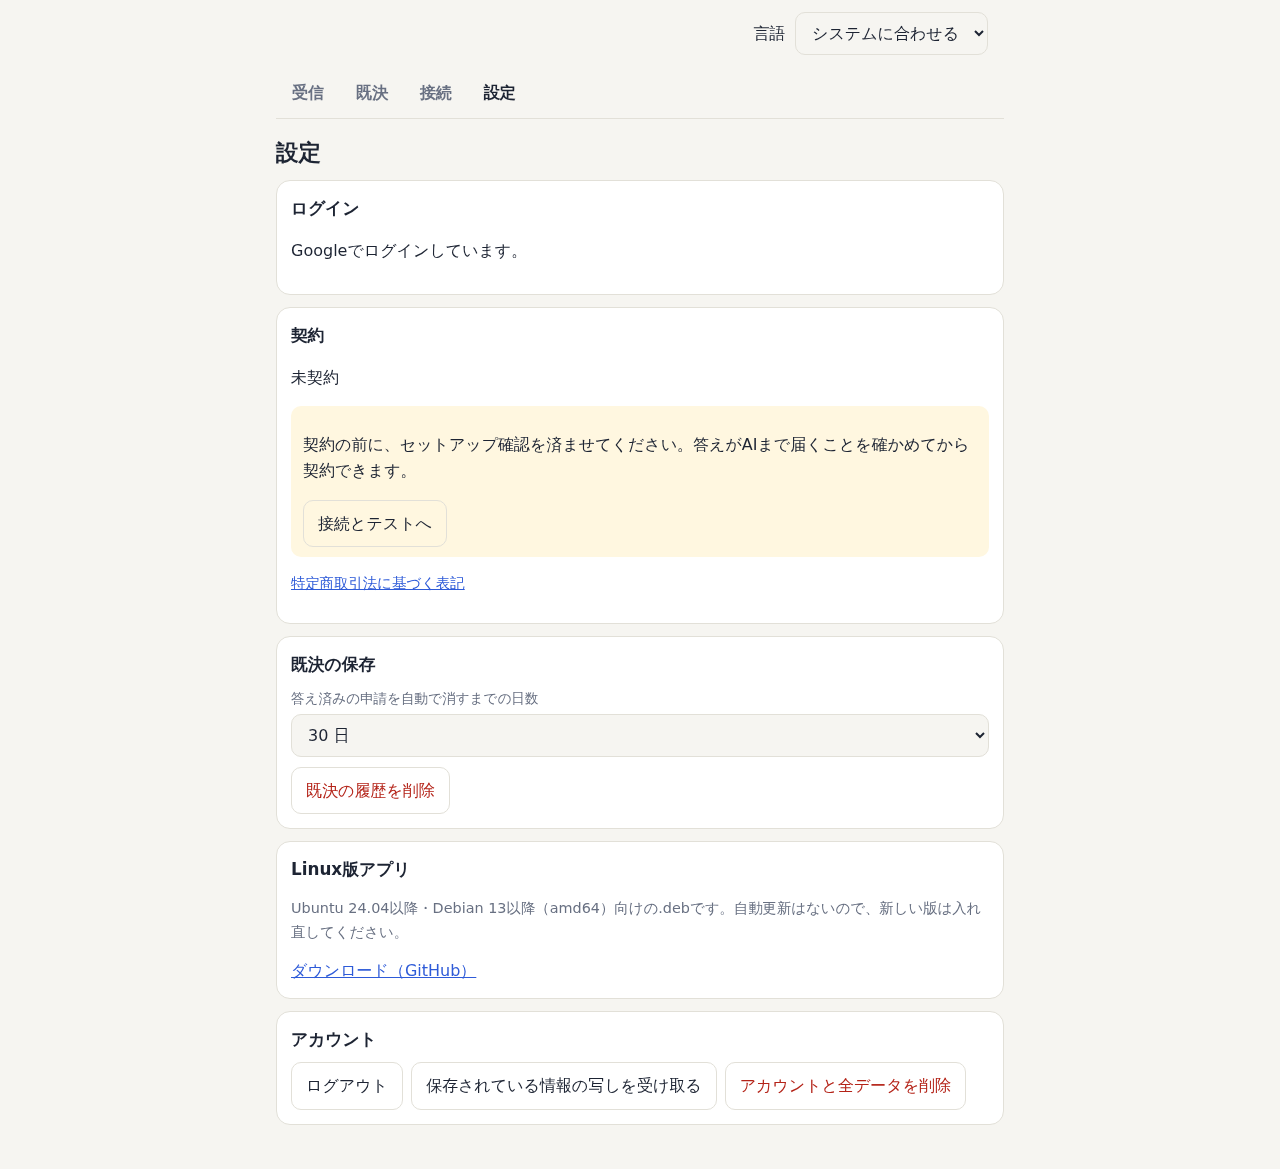 言語 システムに合わせる
受信 既決 接続 設定
設定
ログイン
Googleでログインしています。
契約
未契約
契約の前に、セットアップ確認を済ませてください。答えがAIまで届くことを確かめてから
契約できます。
接続とテストへ
特定商取引法に基づく表記
既決の保存
答え済みの申請を自動で消すまでの日数
30 日
既決の履歴を削除
Linux版アプリ
Ubuntu 24.04以降・Debian 13以降（amd64）向けの.debです。自動更新はないので、新しい版は入れ
直してください。
ダウンロード（GitHub）
アカウント
ログアウト 保存されている情報の写しを受け取る アカウントと全データを削除